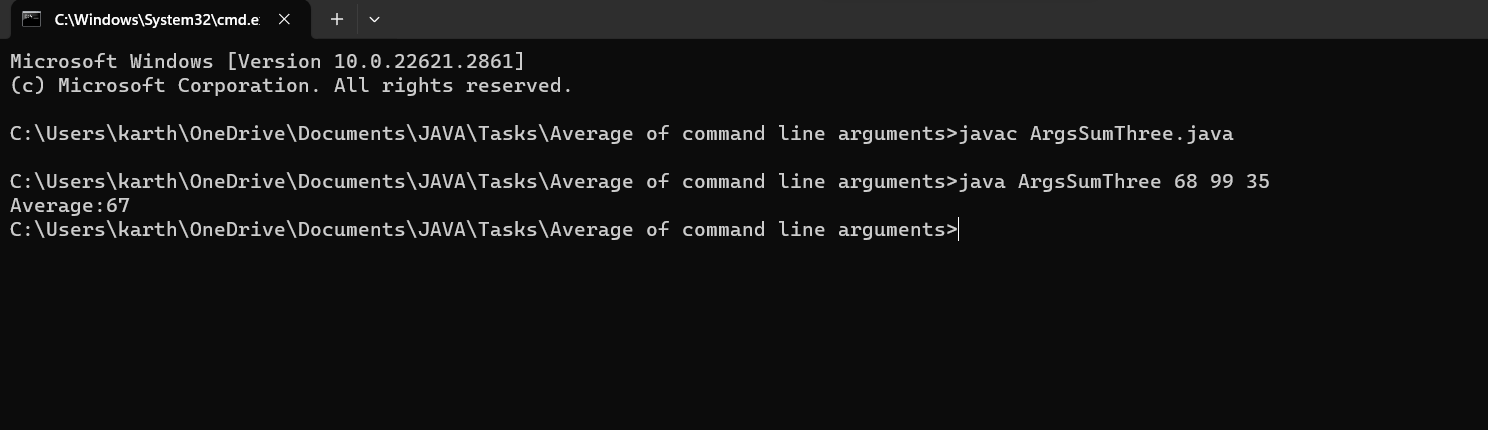 C:\Windows\System32\cmd.e
Microsoft Windows [Version 10.0.22621.2861]
(c) Microsoft Corporation. All rights reserved.
C:\Users\karth\OneDrive\Documents\JAVA\Tasks\Average of command line arguments>javac ArgsSumThree.java
C:\Users\karth\OneDrive\Documents\JAVA\Tasks\Average of command line arguments>java ArgsSumThree 68 99 35
Average:67
C:\Users\karth\OneDrive\Documents\JAVA\Tasks\Average of command line arguments>